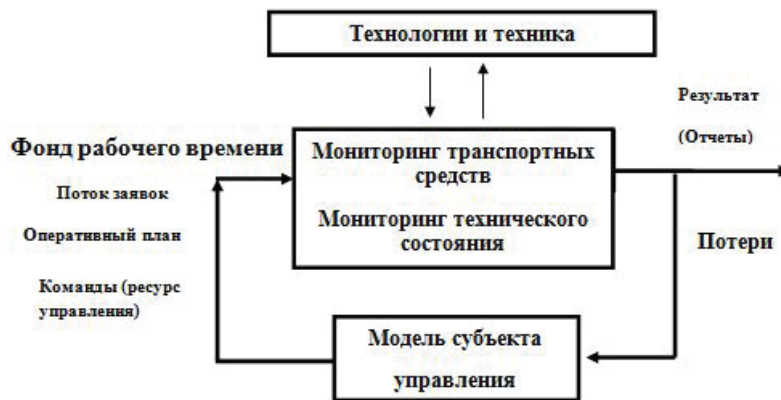 Технологии и техника
Результат
(Отчеты)
Фонд рабочего времени
Поток заявок
Оперативный план
Команды (ресурс
управления)
Мониторинг транспортных
средств
Мониторинг технического
состояния
Потери
Модель субъекта
управления